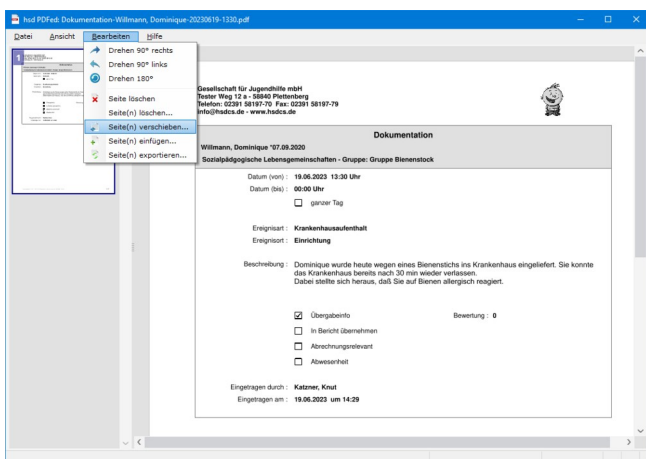 hsd PDFed: Dokumentation-Willmann, Dominique-20230619-1330.pdf
Datei Ansicht Bearbeiten Hilfe
Drehen 90° rechts
Drehen 90° links
Drehen 180°
Seite löschen
Seite(n) löschen...
Seite(n) verschieben...
Seite(n) einfügen...
Seite(n) exportieren...
1
Gesellschaft für Jugendhilfe mbH
Tester Weg 12 a - 58840 Plettenberg
Telefon: 02391 58197-70 Fax: 02391 58197-79
info@hsdcs.de - www.hsdcs.de
Dokumentation
Willmann, Dominique *07.09.2020
Sozialpädgogische Lebensgemeinschaften - Gruppe: Gruppe Bienenstock
Datum (von) : 19.06.2023 13:30 Uhr
Datum (bis) : 00:00 Uhr
ganzer Tag
Ereignisart : Krankenhausaufenthalt
Ereignisort : Einrichtung
Beschreibung : Dominique wurde heute wegen eines Bienenstichs ins Krankenhaus eingeliefert. Sie konnte
das Krankenhaus bereits nach 30 min wieder verlassen.
Dabei stellte sich heraus, daß Sie auf Bienen allergisch reagiert.
Übergabeinfo Bewertung : 0
In Bericht übernehmen
Abrechnungsrelevant
Abwesenheit
Eingetragen durch : Katzner, Knut
Eingetragen am : 19.06.2023 um 14:29